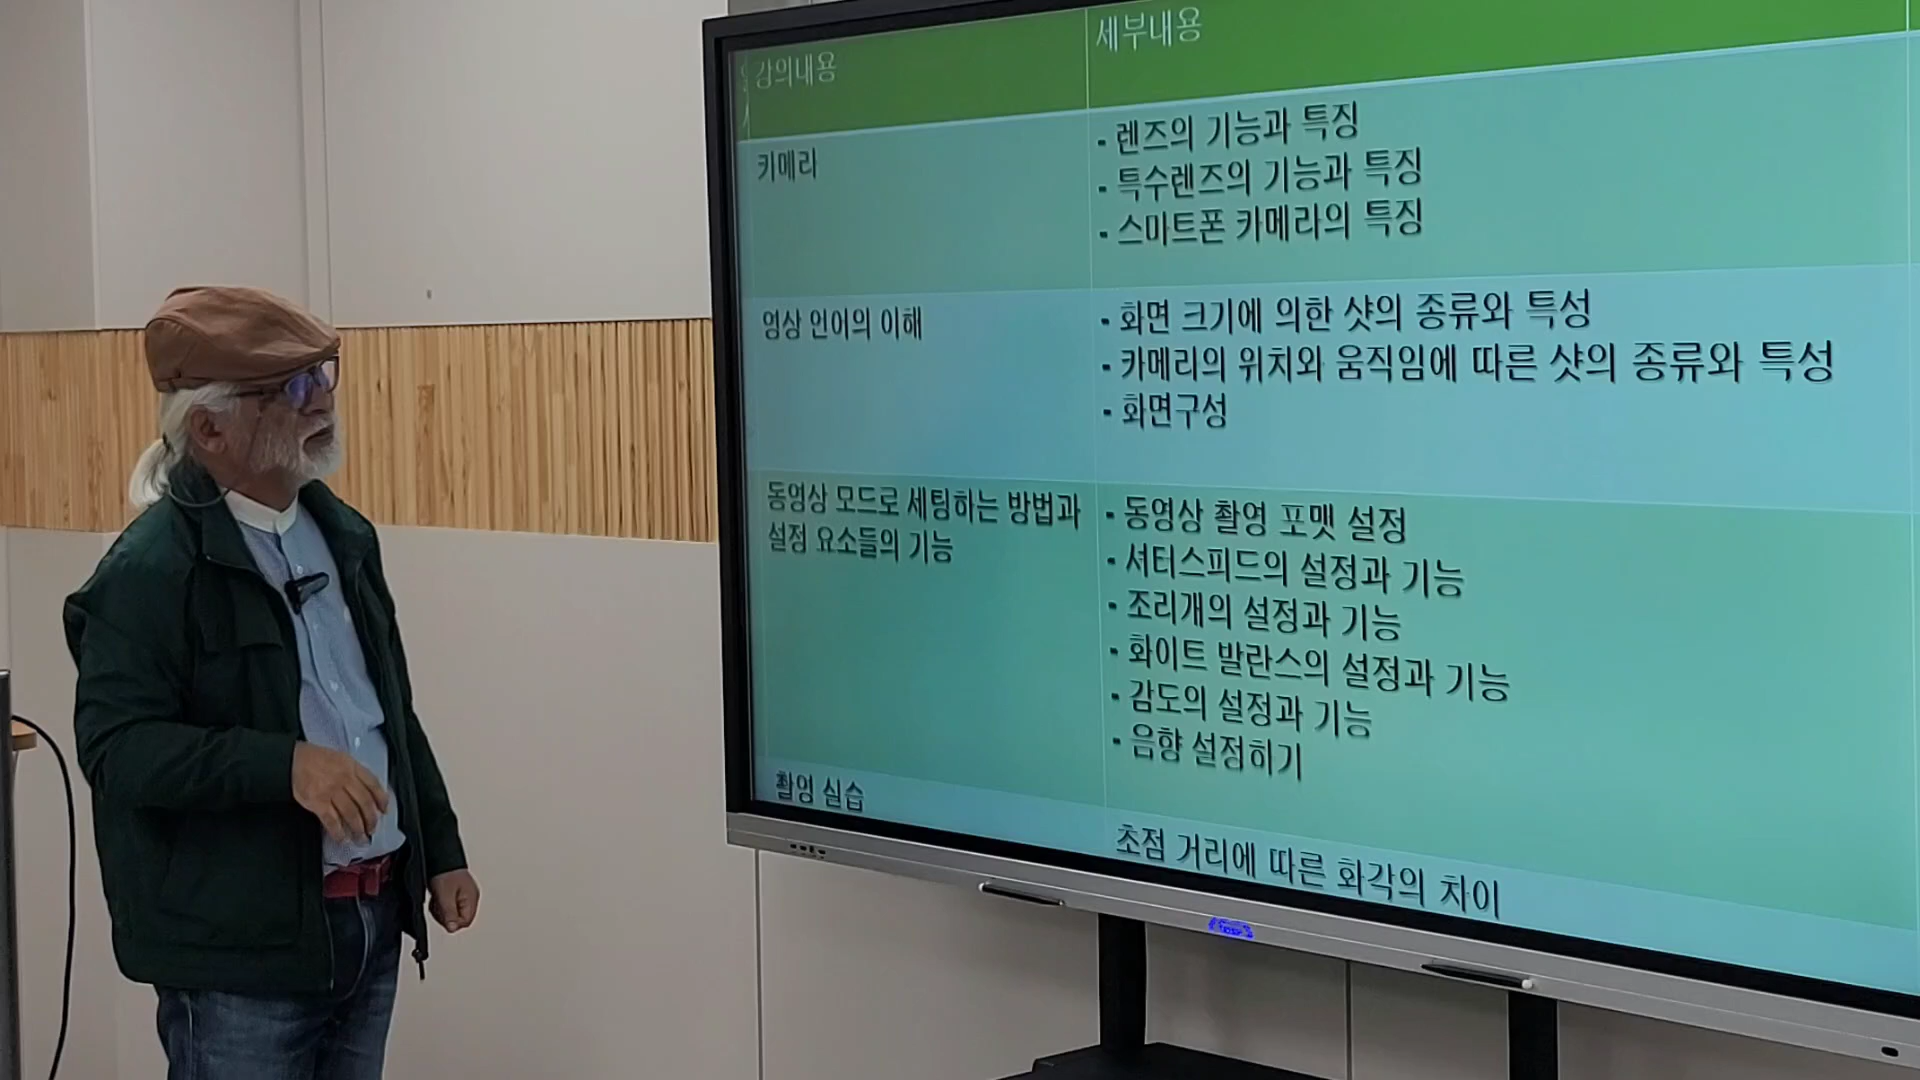 강의내용
세부내용
카메라
- 렌즈의 기능과 특징
- 특수렌즈의 기능과 특징
- 스마트폰 카메라의 특징
영상 언어의 이해
- 화면 크기에 의한 샷의 종류와 특성
- 카메리의 위치와 움직임에 따른 샷의 종류와 특성
- 화면구성
동영상 모드로 세팅하는 방법과
설정 요소들의 기능
- 동영상 촬영 포맷 설정
- 셔터스피드의 설정과 기능
- 조리개의 설정과 기능
- 화이트 발란스의 설정과 기능
- 감도의 설정과 기능
- 음향 설정하기
촬영 실습
초점 거리에 따른 화각의 차이